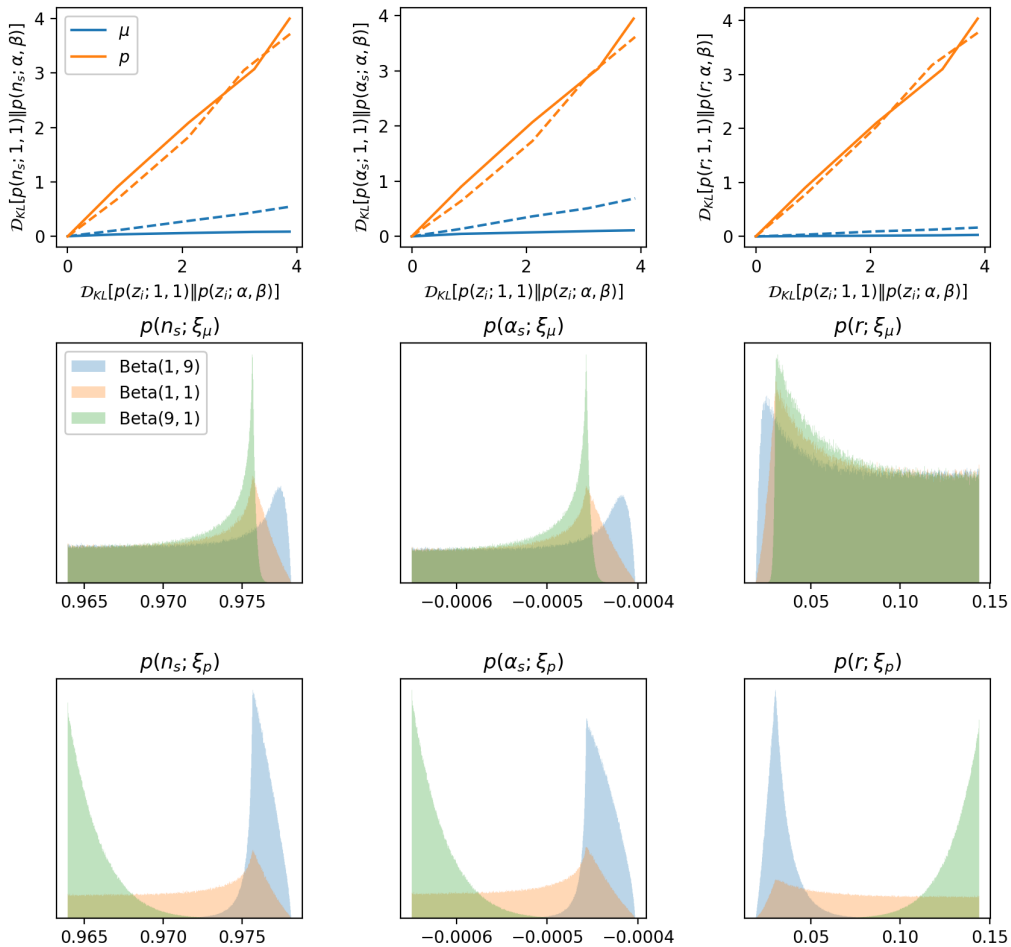 4
3
2
1
0
μ
p
𝒟_KL[p(n_s; 1, 1)‖p(n_s; α, β)]
0 2 4
𝒟_KL[p(z_i; 1, 1)‖p(z_i; α, β)]
4
3
2
1
0
𝒟_KL[p(α_s; 1, 1)‖p(α_s; α, β)]
0 2 4
𝒟_KL[p(z_i; 1, 1)‖p(z_i; α, β)]
4
3
2
1
0
𝒟_KL[p(r; 1, 1)‖p(r; α, β)]
0 2 4
𝒟_KL[p(z_i; 1, 1)‖p(z_i; α, β)]
p(n_s; ξ_μ)
Beta(1, 9)
Beta(1, 1)
Beta(9, 1)
0.965 0.970 0.975
p(α_s; ξ_μ)
−0.0006 −0.0005 −0.0004
p(r; ξ_μ)
0.05 0.10 0.15
p(n_s; ξ_p)
0.965 0.970 0.975
p(α_s; ξ_p)
−0.0006 −0.0005 −0.0004
p(r; ξ_p)
0.05 0.10 0.15